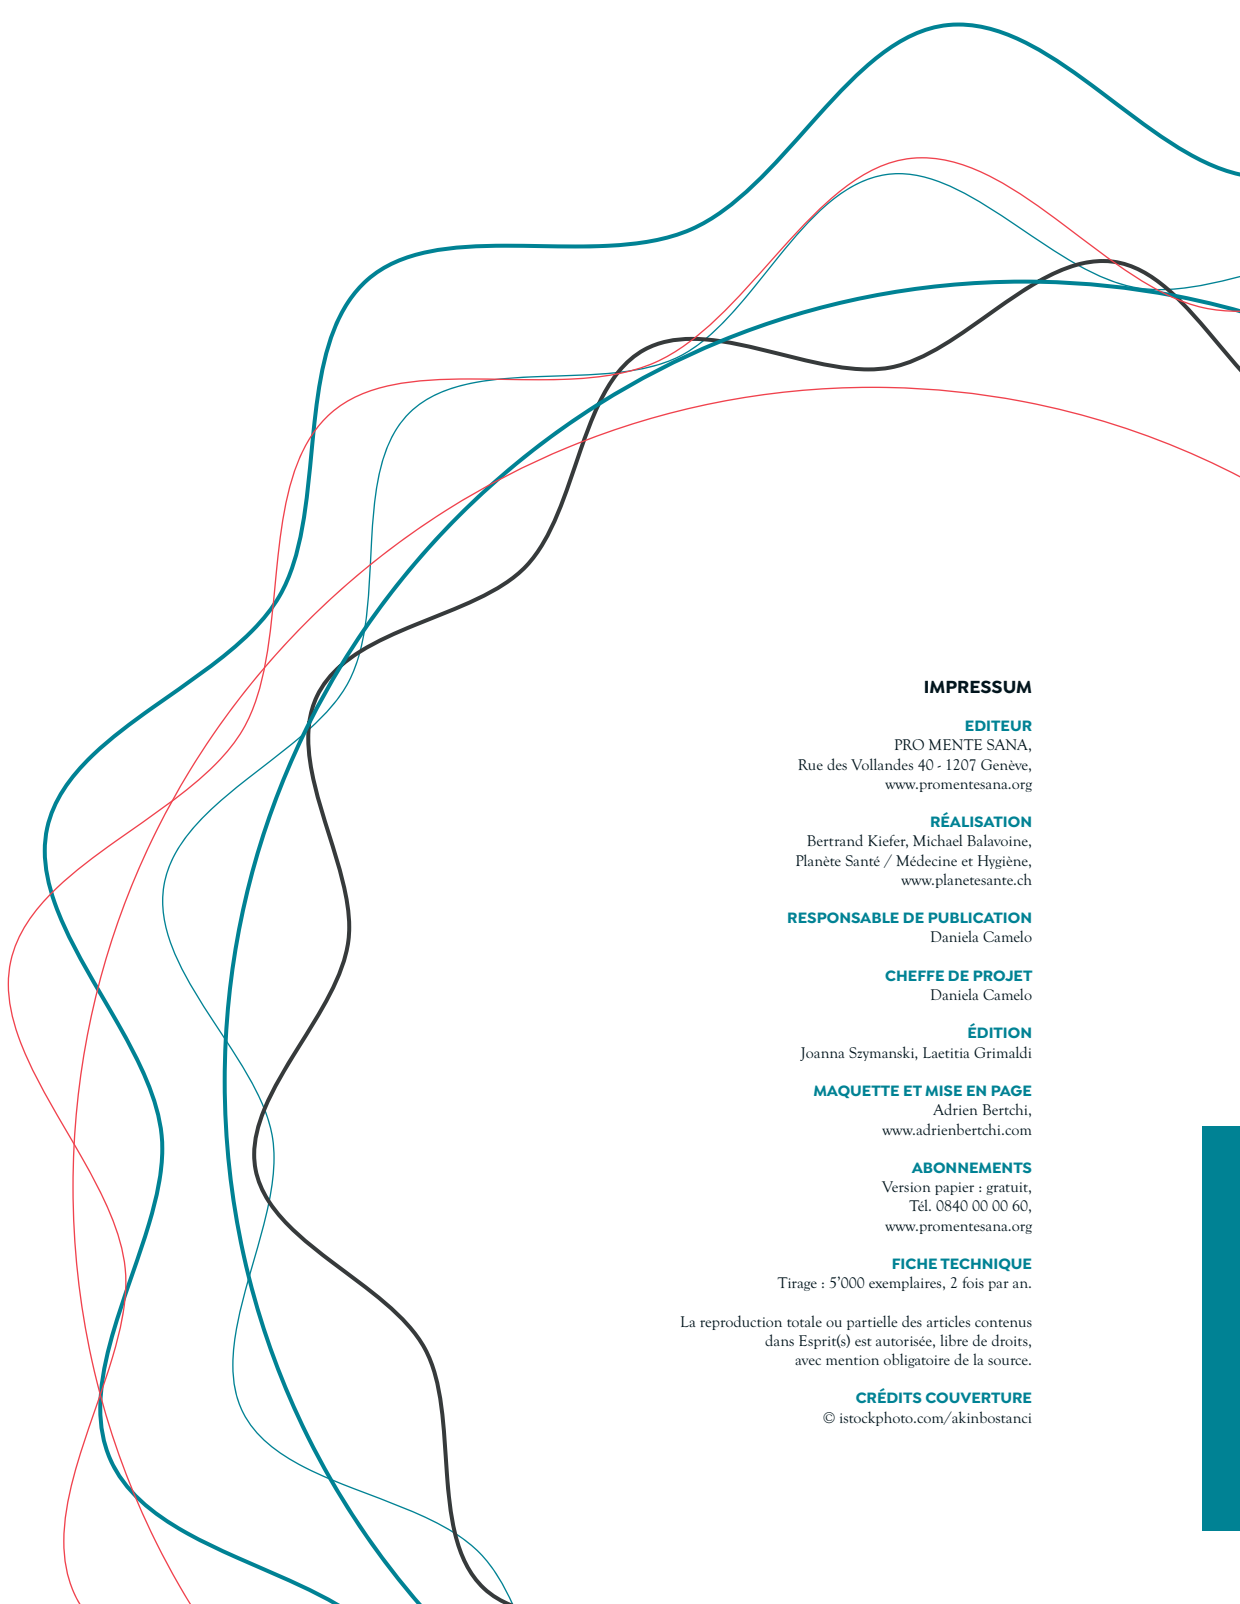 IMPRESSUM
EDITEUR
PRO MENTE SANA,
Rue des Vollandes 40 - 1207 Genève,
www.promentesana.org
RÉALISATION
Bertrand Kiefer, Michael Balavoine,
Planète Santé / Médecine et Hygiène,
www.planetesante.ch
RESPONSABLE DE PUBLICATION
Daniela Camelo
CHEFFE DE PROJET
Daniela Camelo
ÉDITION
Joanna Szymanski, Laetitia Grimaldi
MAQUETTE ET MISE EN PAGE
Adrien Bertchi,
www.adrienbertchi.com
ABONNEMENTS
Version papier : gratuit,
Tél. 0840 00 00 60,
www.promentesana.org
FICHE TECHNIQUE
Tirage : 5’000 exemplaires, 2 fois par an.
La reproduction totale ou partielle des articles contenus
dans Esprit(s) est autorisée, libre de droits,
avec mention obligatoire de la source.
CRÉDITS COUVERTURE
© istockphoto.com/akinbostanci